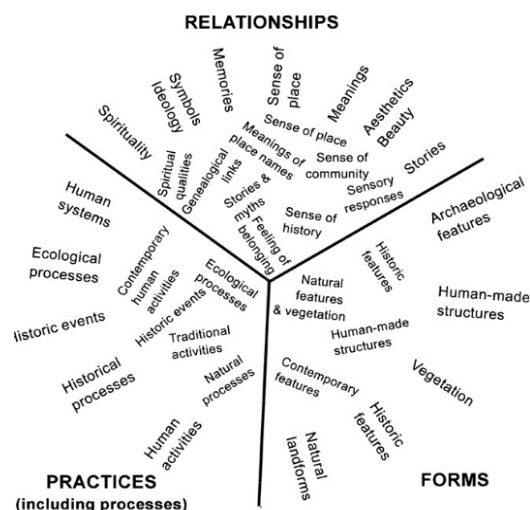 RELATIONSHIPS
Spirituality
Symbols
Ideology
Memories
Sense of
place
Meanings
Aesthetics
Beauty
Stories
Spiritual
qualities
Genealogical
links
Meanings of
place names
Sense of place
Sense of
community
Sensory
responses
Stories &
myths
Sense of
history
Feeling of
belonging
Human
systems
Ecological
processes
istoric events
Historical
processes
Human
activities
Contemporary
human
activities
Ecological
processes
Historic events
Traditional
activities
Natural
processes
PRACTICES
(including processes)
Archaeological
features
Historic
features
Natural
features
& vegetation
Human-made
structures
Human-made
structures
Contemporary
features
Vegetation
Historic
features
Natural
landforms
FORMS